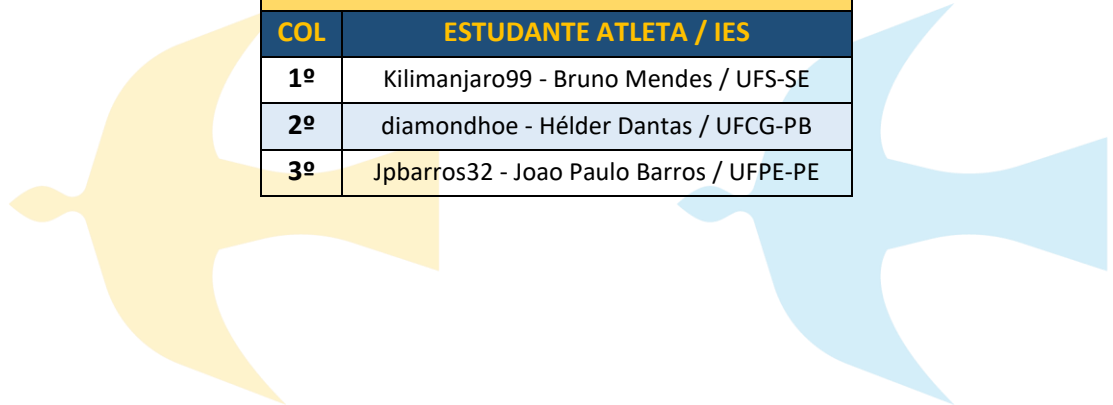 COL ESTUDANTE ATLETA / IES
1º Kilimanjaro99 - Bruno Mendes / UFS-SE
2º diamondhoe - Hélder Dantas / UFCG-PB
3º Jpbarros32 - Joao Paulo Barros / UFPE-PE